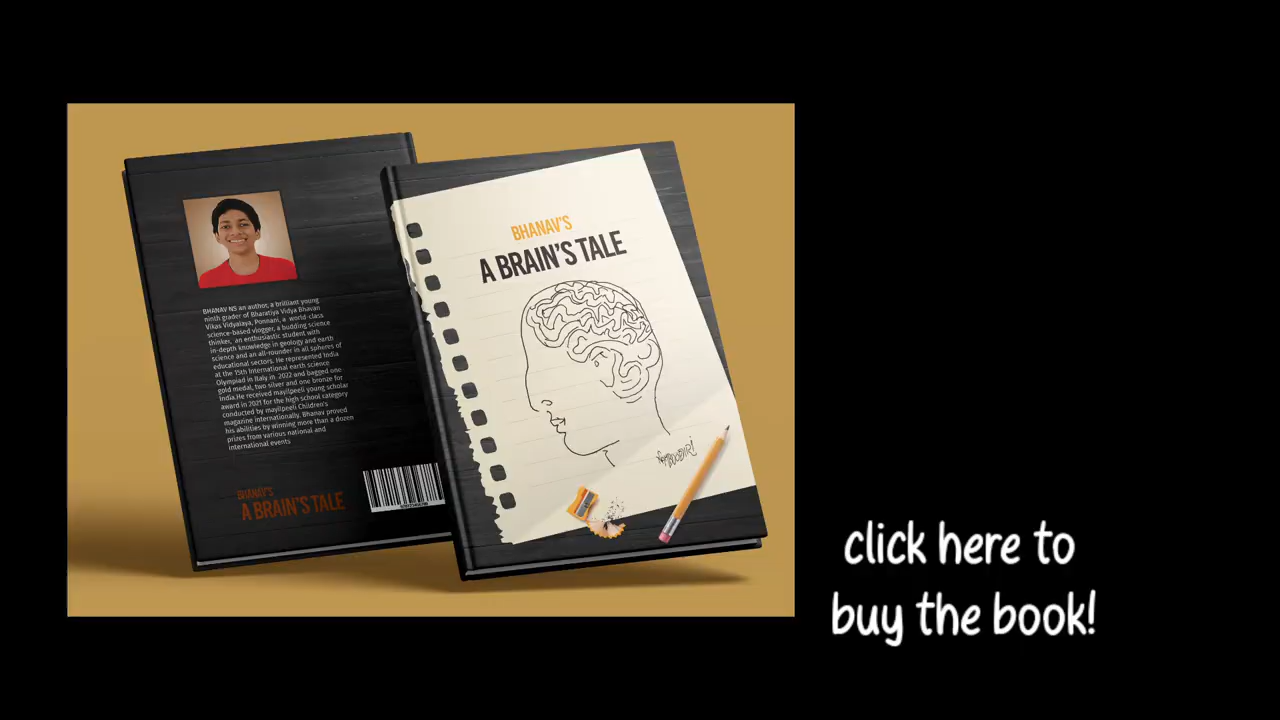 BHANAV NS an author, a brilliant young
ninth grader of Bharatiya Vidya Bhavan
Vikas Vidyalaya, Ponnani, a world-class
science-based vlogger, a budding science
thinker, an enthusiastic student with
in-depth knowledge in geology and earth
science and an all-rounder in all spheres of
educational sectors. He represented India
at the 15th International earth science
Olympiad in Italy in 2022 and bagged one
gold medal, two silver and one bronze for
India.He received mayilpeeli young scholar
award in 2021 for the high school category
conducted by mayilpeeli Children's
magazine internationally. Bhanav proved
his abilities by winning more than a dozen
prizes from various national and
international events
BHANAV'S
A BRAIN'S TALE
BHANAV'S
A BRAIN'S TALE
click here to
buy the book!